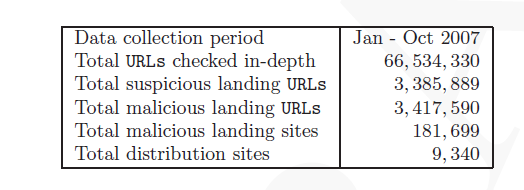 Data collection period Jan - Oct 2007
Total URLs checked in-depth 66,534,330
Total suspicious landing URLs 3,385,889
Total malicious landing URLs 3,417,590
Total malicious landing sites 181,699
Total distribution sites 9,340